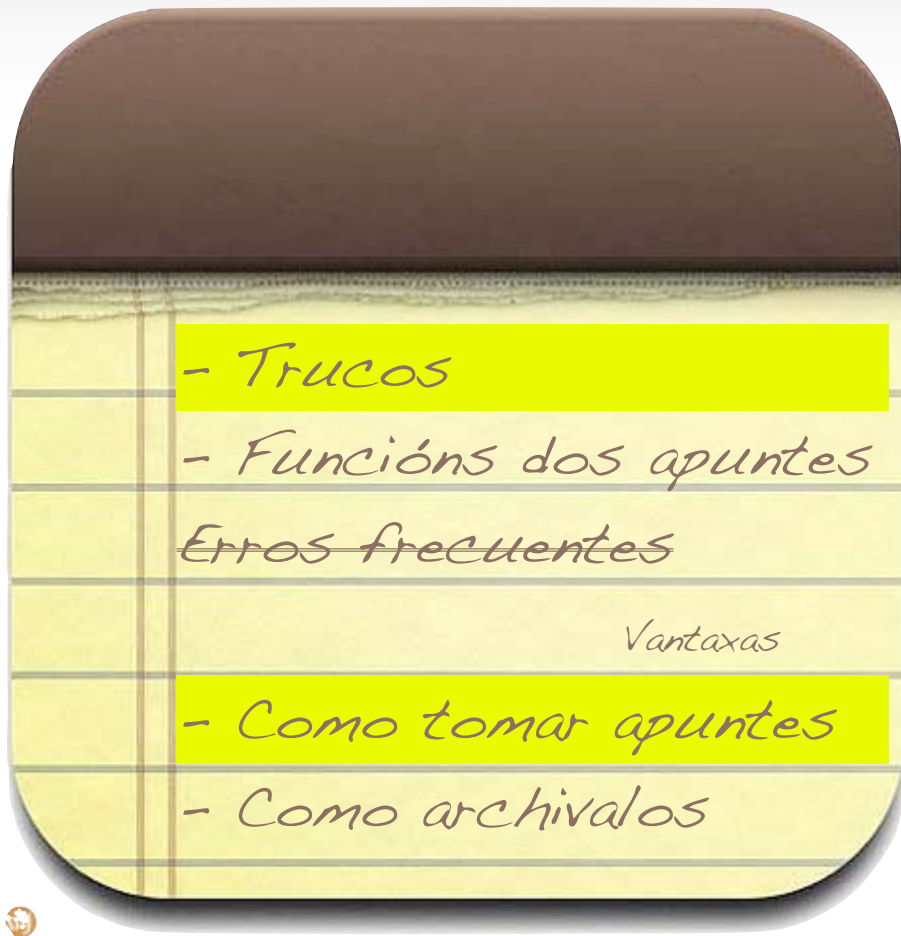 - Trucos
- Funcións dos apuntes
Erros frecuentes
Vantaxas
- Como tomar apuntes
- Como archivalos